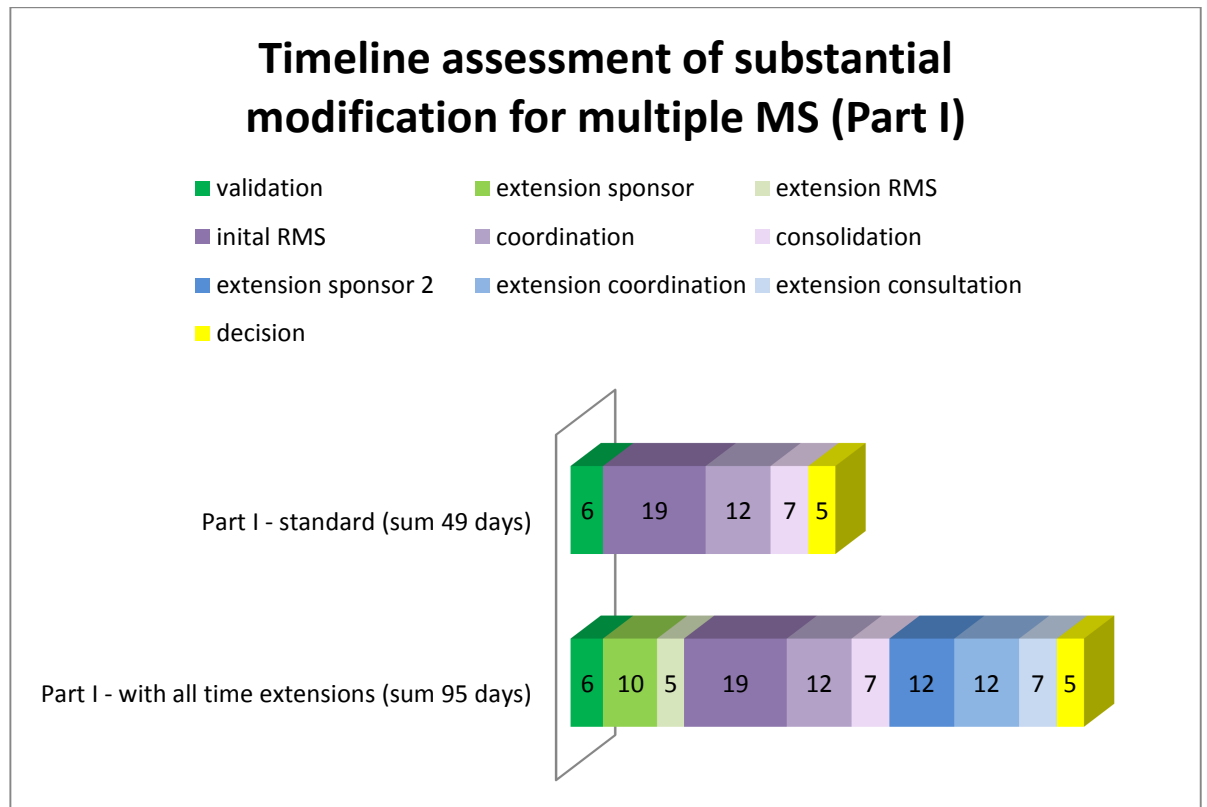 Timeline assessment of substantial
modification for multiple MS (Part I)
validation extension sponsor extension RMS
inital RMS coordination consolidation
extension sponsor 2 extension coordination extension consultation
decision
Part I - standard (sum 49 days) 6 19 12 7 5
Part I - with all time extensions (sum 95 days) 6 10 5 19 12 7 12 12 7 5